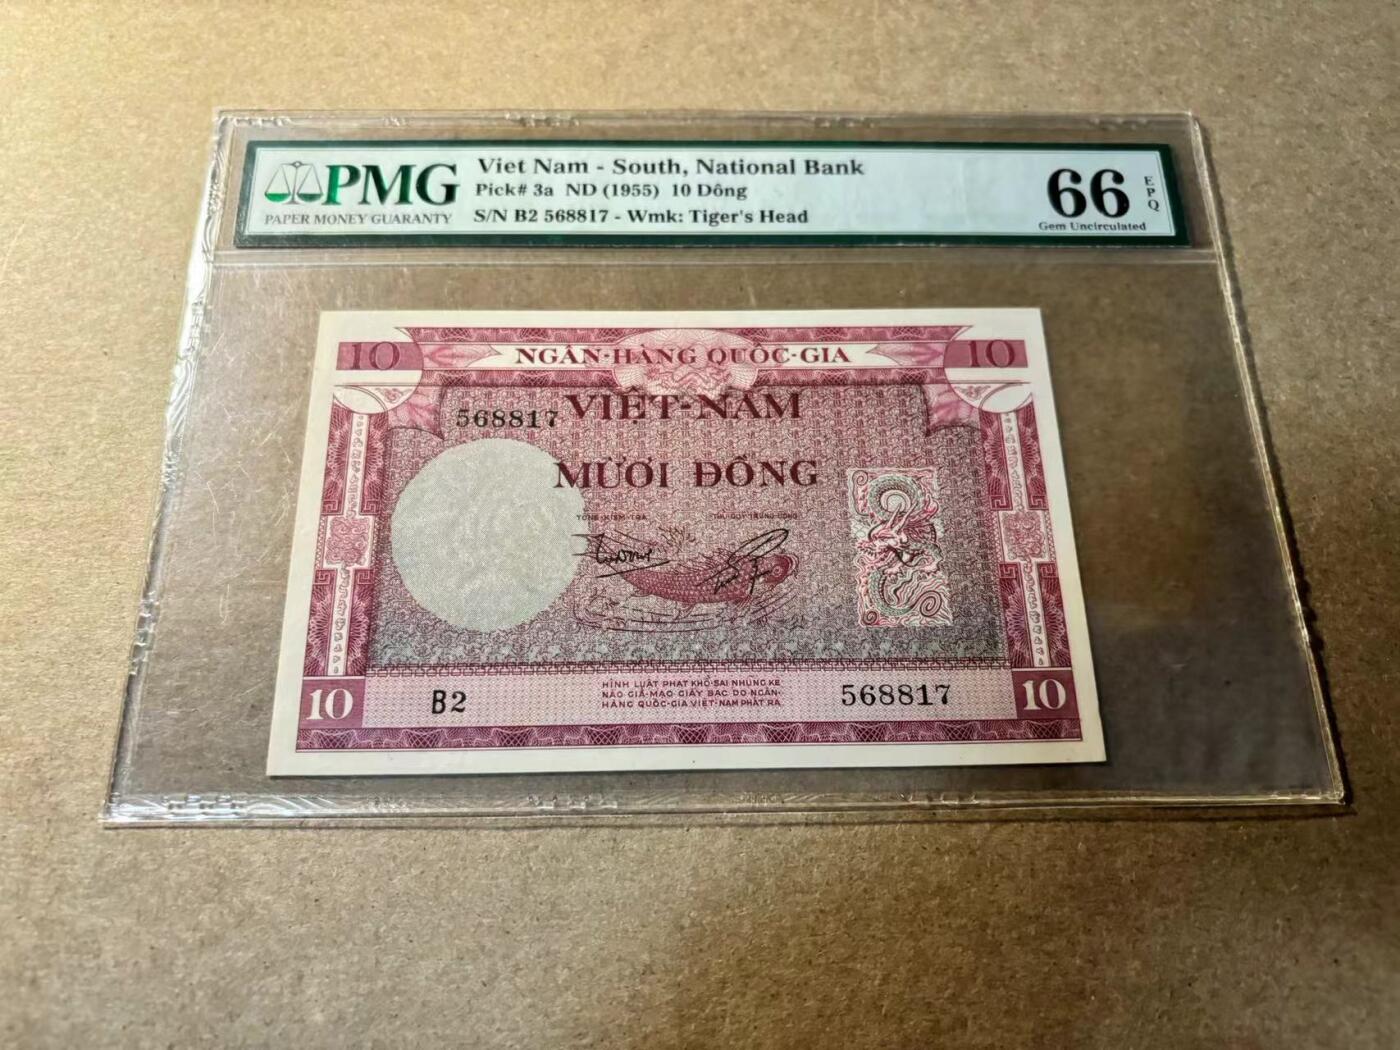 PMG
PAPER MONEY GUARANTY
Viet Nam - South, National Bank
Pick# 3a ND (1955) 10 Dông
S/N B2 568817 - Wmk: Tiger's Head
66
EPQ
Gem Uncirculated
10
NGÂN-HÀNG QUỐC-GIA
10
568817
VIỆT-NAM
MƯỜI ĐỒNG
10
B2
HÌNH LUẬT PHẠT KHỔ-SAI NHỮNG KẺ
NÀO GIẢ-MẠO GIẤY BẠC DO NGÂN-
HÀNG QUỐC-GIA VIỆT-NAM PHÁT RA
568817
10